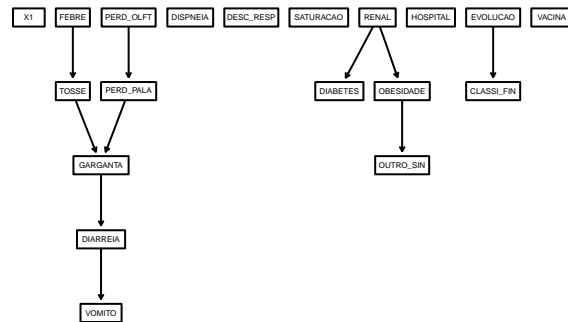 X1 FEBRE PERD_OLFT DISPNEIA DESC_RESP SATURACAO RENAL HOSPITAL EVOLUCAO VACINA
TOSSE PERD_PALA DIABETES OBESIDADE CLASSI_FIN
GARGANTA OUTRO_SIN
DIARREIA
VOMITO